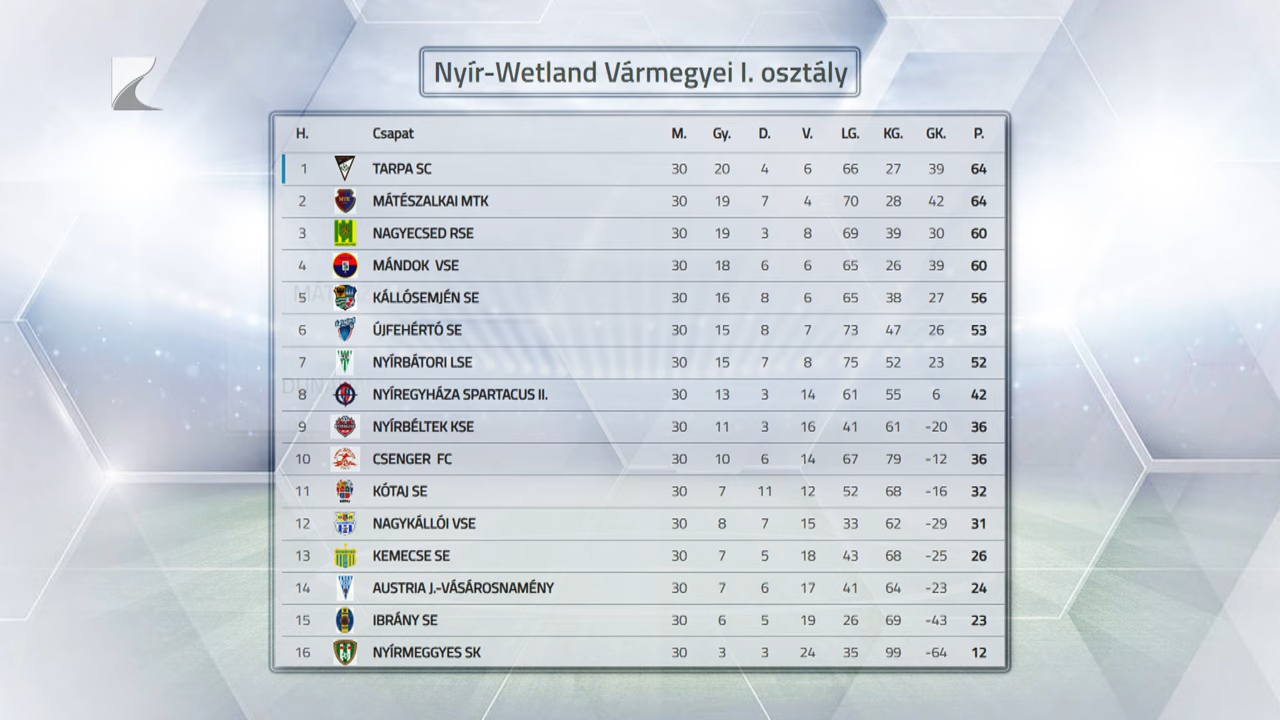 Nyír-Wetland Vármegyei I. osztály
H. Csapat M. Gy. D. V. LG. KG. GK. P.
1 TARPA SC 30 20 4 6 66 27 39 64
2 MÁTÉSZALKAI MTK 30 19 7 4 70 28 42 64
3 NAGYECSED RSE 30 19 3 8 69 39 30 60
4 MÁNDOK VSE 30 18 6 6 65 26 39 60
5 KÁLLÓSEMJÉN SE 30 16 8 6 65 38 27 56
6 ÚJFEHÉRTÓ SE 30 15 8 7 73 47 26 53
7 NYÍRBÁTORI LSE 30 15 7 8 75 52 23 52
8 NYÍREGYHÁZA SPARTACUS II. 30 13 3 14 61 55 6 42
9 NYÍRBÉLTEK KSE 30 11 3 16 41 61 -20 36
10 CSENGER FC 30 10 6 14 67 79 -12 36
11 KÓTAJ SE 30 7 11 12 52 68 -16 32
12 NAGYKÁLLÓI VSE 30 8 7 15 33 62 -29 31
13 KEMECSE SE 30 7 5 18 43 68 -25 26
14 AUSTRIA J.-VÁSÁROSNAMÉNY 30 7 6 17 41 64 -23 24
15 IBRÁNY SE 30 6 5 19 26 69 -43 23
16 NYÍRMEGGYES SK 30 3 3 24 35 99 -64 12